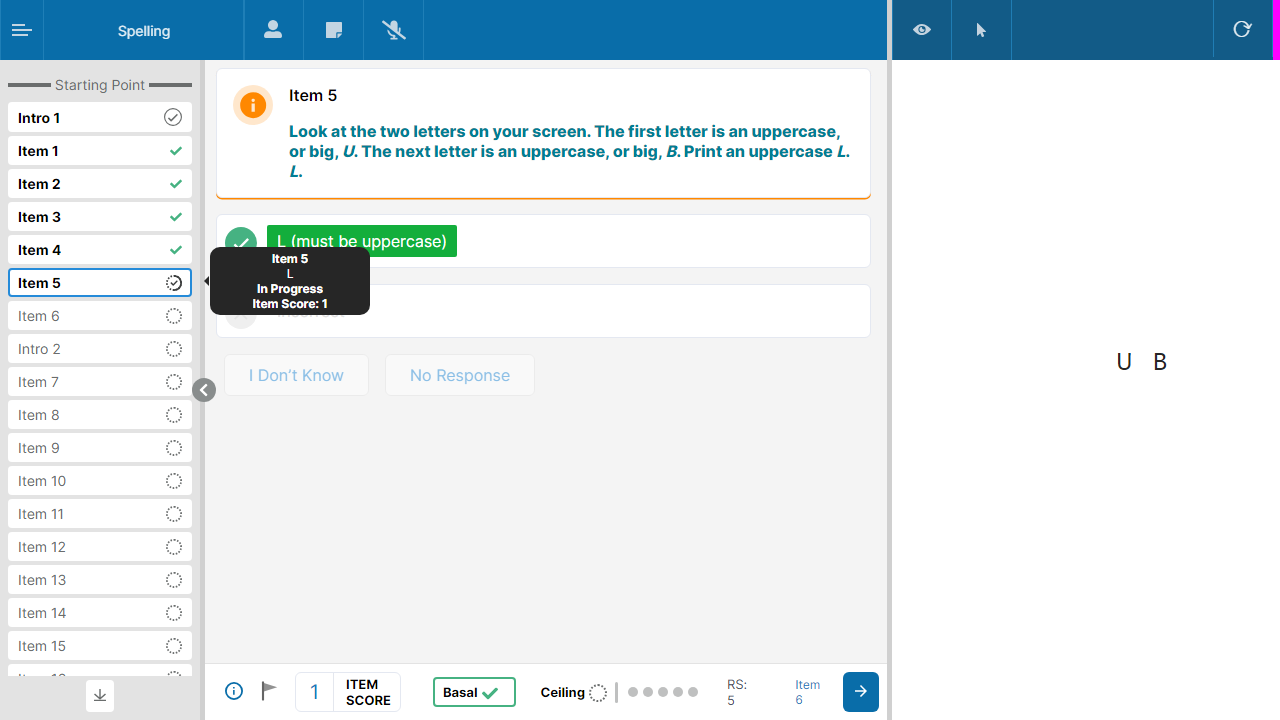 Spelling
Starting Point
Intro 1
Item 1
Item 2
Item 3
Item 4
Item 5
Item 6
Intro 2
Item 7
Item 8
Item 9
Item 10
Item 11
Item 12
Item 13
Item 14
Item 15
Item 5
Look at the two letters on your screen. The first letter is an uppercase,
or big, U. The next letter is an uppercase, or big, B. Print an uppercase L.
L.
L (must be uppercase)
Item 5
L
In Progress
Item Score: 1
I Don't Know
No Response
1
ITEM
SCORE
Basal
Ceiling
RS:
5
Item
6
U B